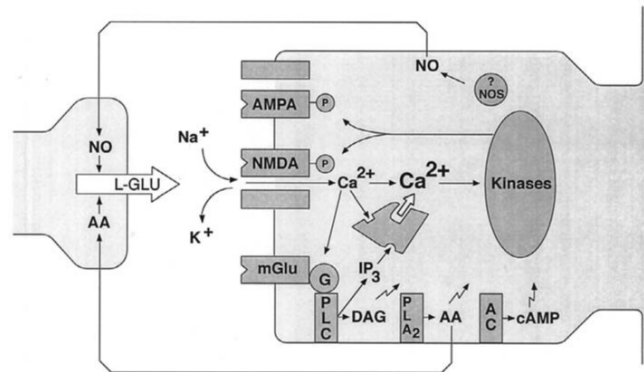 NO
?
NOS
AMPA
P
NO
Na+
NMDA
P
L-GLU
Ca2+
Ca2+
Kinases
AA
K+
mGlu
G
IP3
PLC
DAG
PLA2
AA
AC
cAMP